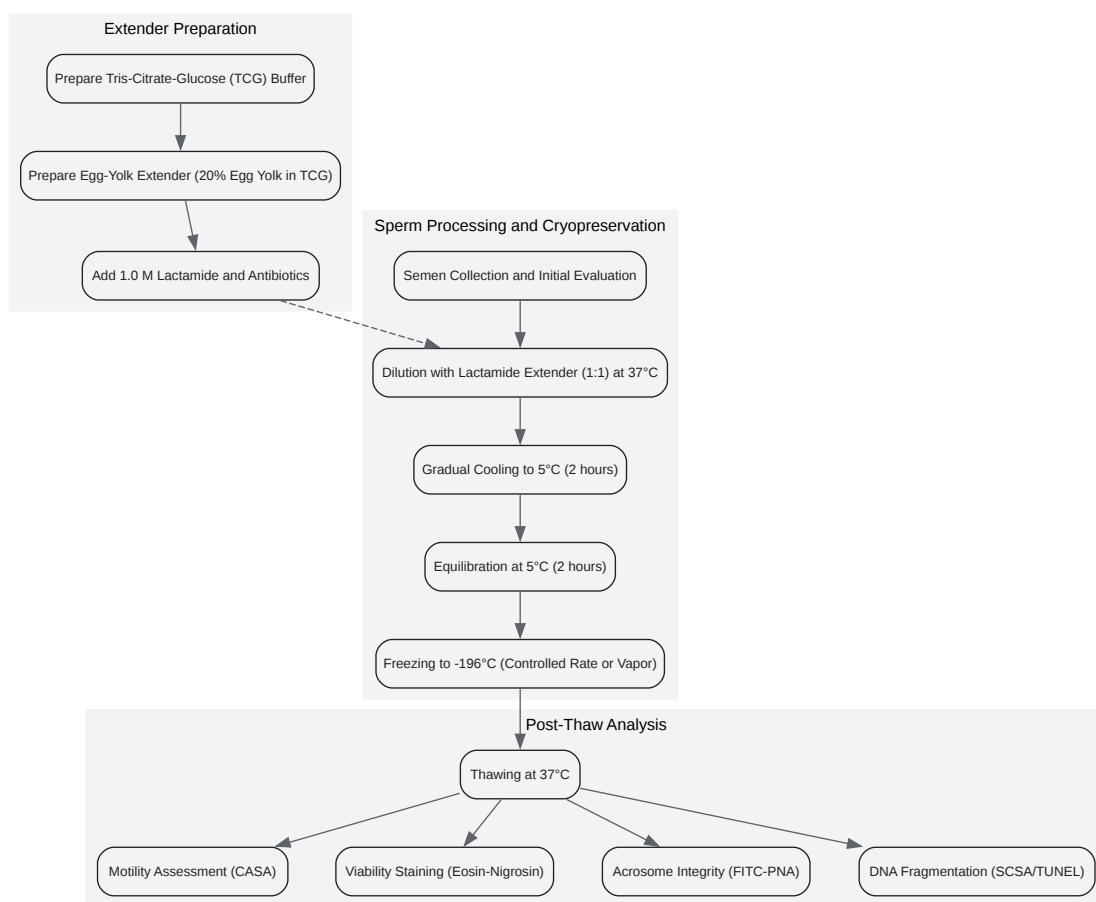 Extender Preparation
Prepare Tris-Citrate-Glucose (TCG) Buffer
Prepare Egg-Yolk Extender (20% Egg Yolk in TCG)
Add 1.0 M Lactamide and Antibiotics
Sperm Processing and Cryopreservation
Semen Collection and Initial Evaluation
Dilution with Lactamide Extender (1:1) at 37°C
Gradual Cooling to 5°C (2 hours)
Equilibration at 5°C (2 hours)
Freezing to -196°C (Controlled Rate or Vapor)
Post-Thaw Analysis
Thawing at 37°C
Motility Assessment (CASA)
Viability Staining (Eosin-Nigrosin)
Acrosome Integrity (FITC-PNA)
DNA Fragmentation (SCSA/TUNEL)